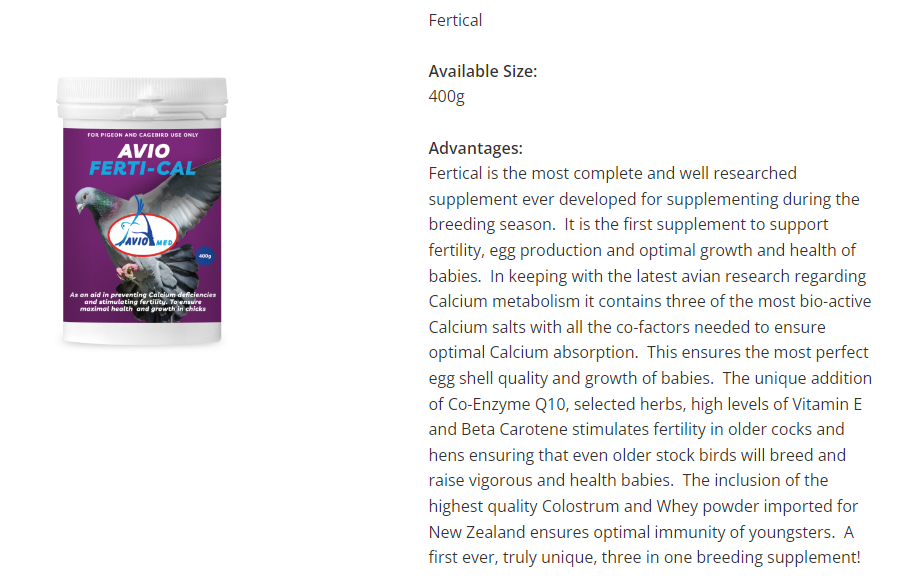 Fertical
Available Size:
400g
Advantages:
Fertical is the most complete and well researched
supplement ever developed for supplementing during the
breeding season.  It is the first supplement to support
fertility, egg production and optimal growth and health of
babies.  In keeping with the latest avian research regarding
Calcium metabolism it contains three of the most bio-active
Calcium salts with all the co-factors needed to ensure
optimal Calcium absorption.  This ensures the most perfect
egg shell quality and growth of babies.  The unique addition
of Co-Enzyme Q10, selected herbs, high levels of Vitamin E
and Beta Carotene stimulates fertility in older cocks and
hens ensuring that even older stock birds will breed and
raise vigorous and health babies.  The inclusion of the
highest quality Colostrum and Whey powder imported for
New Zealand ensures optimal immunity of youngsters.  A
first ever, truly unique, three in one breeding supplement!
FOR PIGEON AND CAGEBIRD USE ONLY
AVIO
FERTI-CAL
AVIO MED
400g
As an aid in preventing Calcium deficiencies
and stimulating fertility. To ensure
maximal health and growth in chicks